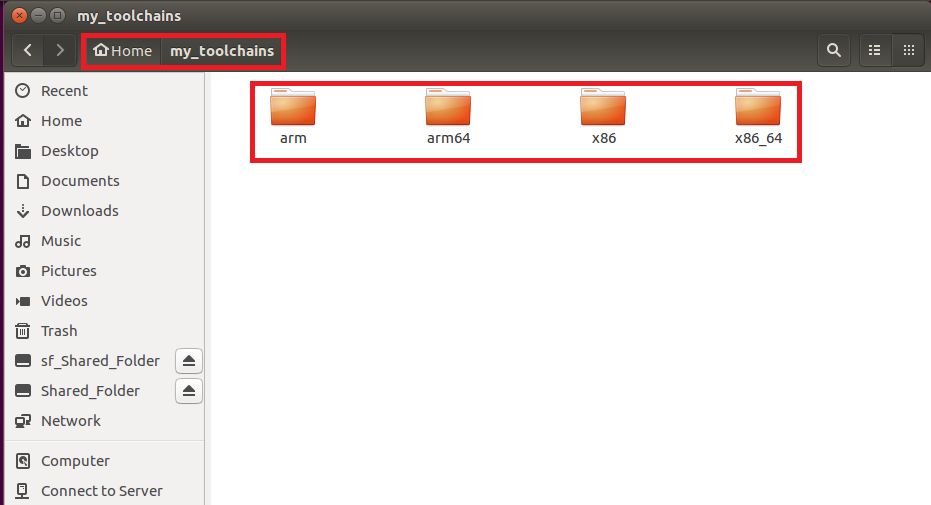 my_toolchains
Home my_toolchains
Recent
Home
Desktop
Documents
Downloads
Music
Pictures
Videos
Trash
sf_Shared_Folder
Shared_Folder
Network
Computer
Connect to Server
arm arm64 x86 x86_64